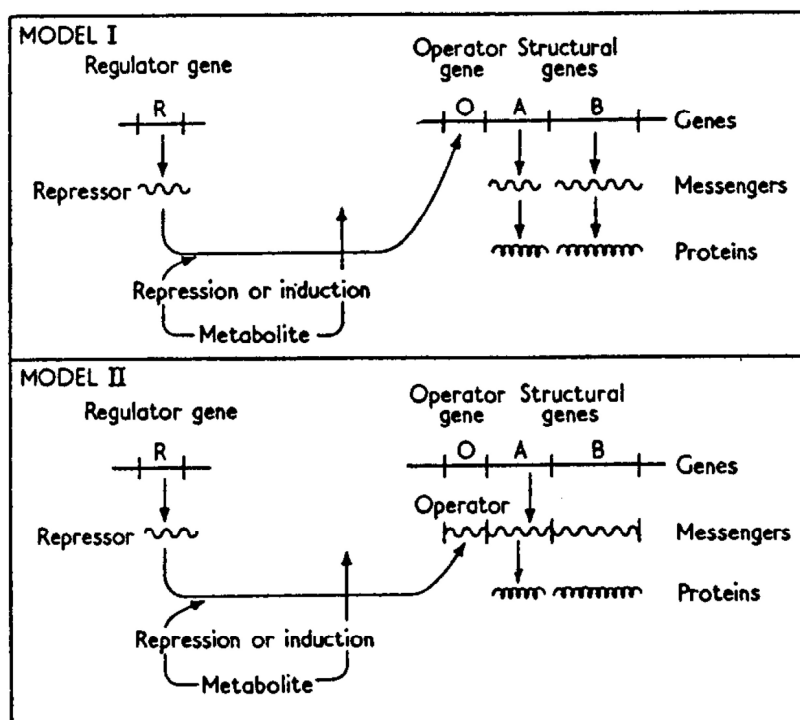 MODEL I
Regulator gene
Operator Structural
gene genes
R
O A B
Genes
Repressor
Messengers
Proteins
Repression or induction
Metabolite
MODEL II
Regulator gene
Operator Structural
gene genes
R
O A B
Genes
Operator
Repressor
Messengers
Proteins
Repression or induction
Metabolite